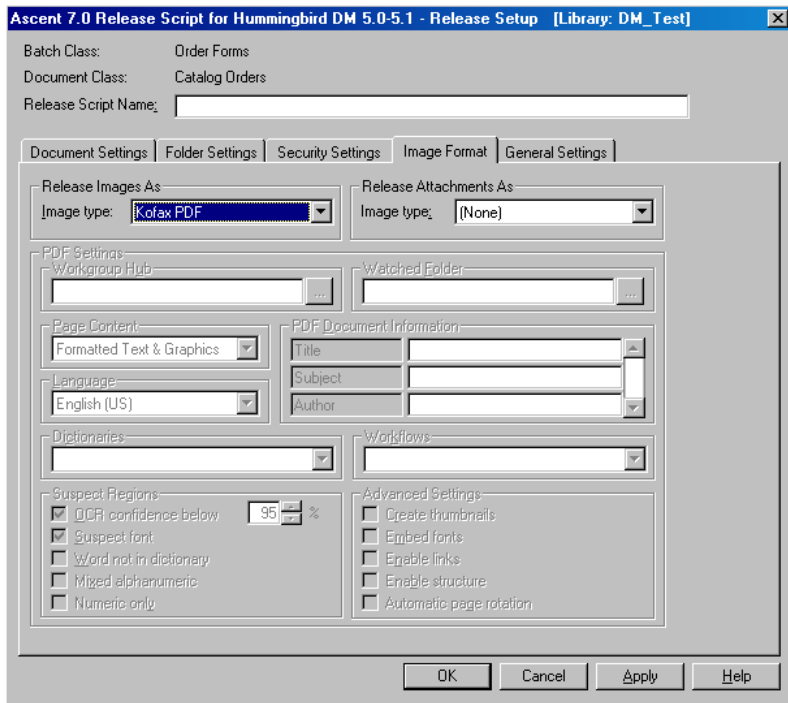 Ascent 7.0 Release Script for Hummingbird DM 5.0-5.1 - Release Setup [Library: DM_Test]
Batch Class: Order Forms
Document Class: Catalog Orders
Release Script Name:
Document Settings Folder Settings Security Settings Image Format General Settings
Release Images As Release Attachments As
Image type: Kofax PDF Image type: (None)
PDF Settings
Workgroup Hub Watched Folder
... ...
Page Content PDF Document Information
Formatted Text & Graphics Title
Subject
Language
English (US) Author
Dictionaries Workflows
Suspect Regions Advanced Settings
OCR confidence below 95 % Create thumbnails
Suspect font Embed fonts
Word not in dictionary Enable links
Mixed alphanumeric Enable structure
Numeric only Automatic page rotation
OK Cancel Apply Help